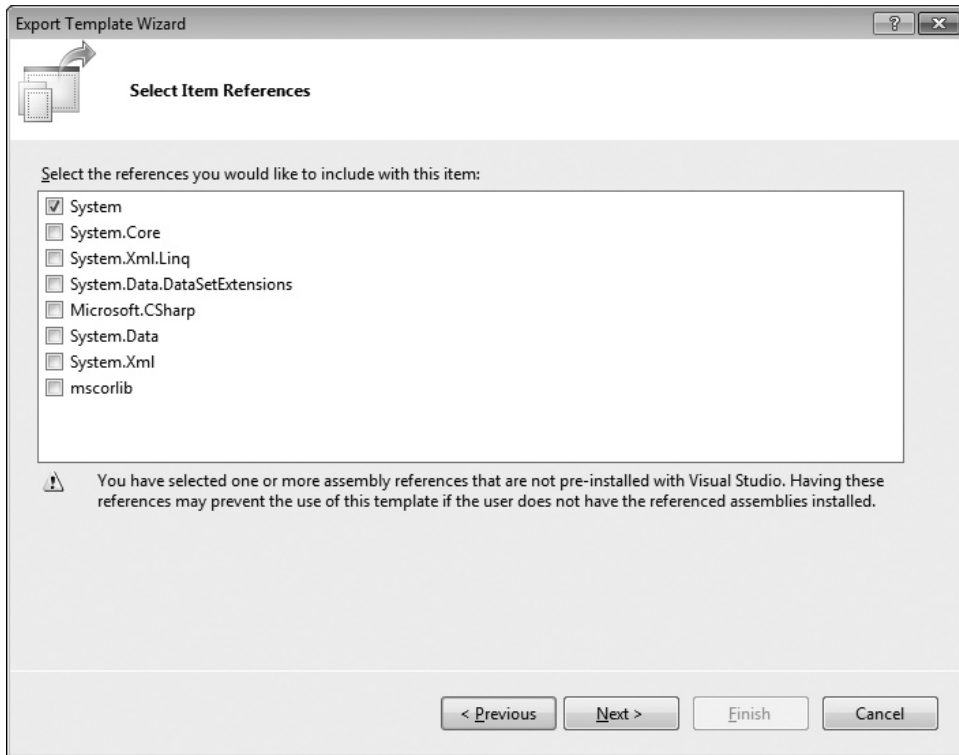 Export Template Wizard
Select Item References
Select the references you would like to include with this item:
System
System.Core
System.Xml.Linq
System.Data.DataSetExtensions
Microsoft.CSharp
System.Data
System.Xml
mscorlib
You have selected one or more assembly references that are not pre-installed with Visual Studio. Having these
references may prevent the use of this template if the user does not have the referenced assemblies installed.
< Previous
Next >
Finish
Cancel